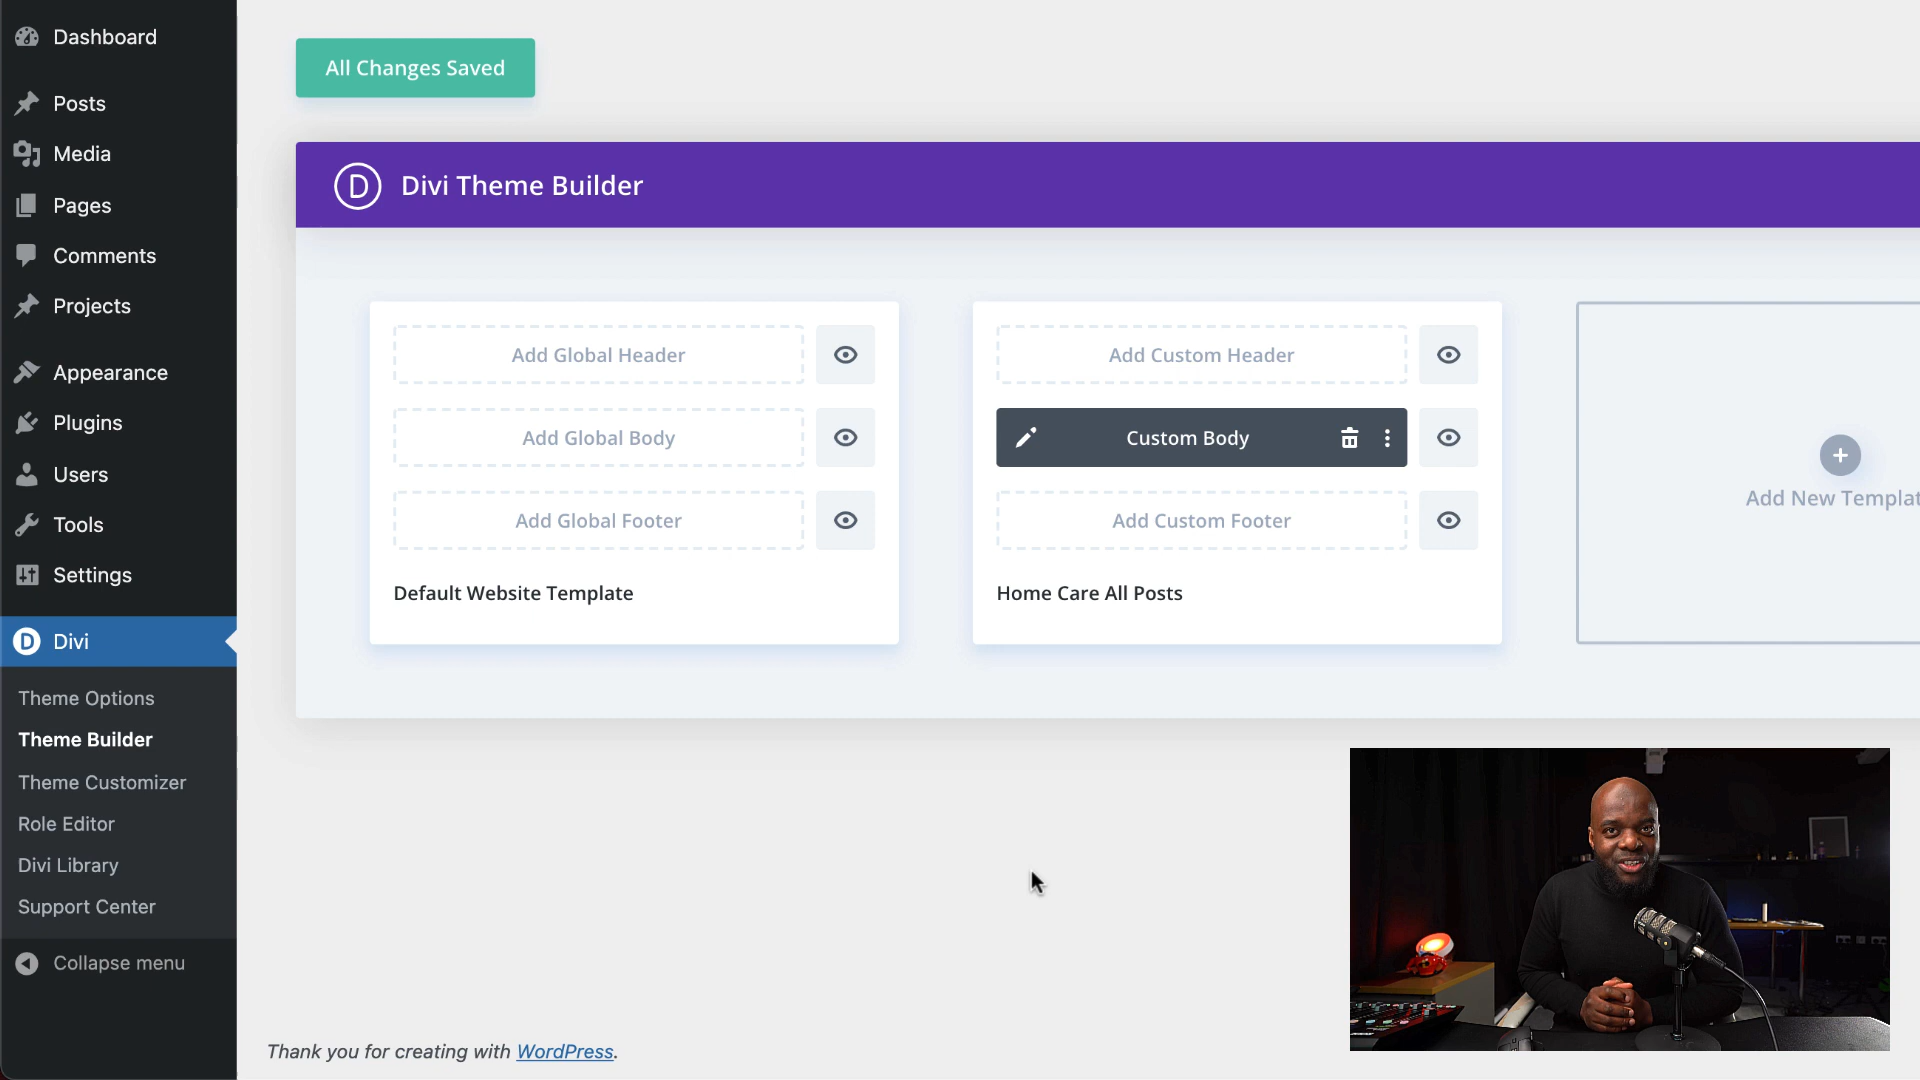 Dashboard
Posts
Media
Pages
Comments
Projects
Appearance
Plugins
Users
Tools
Settings
D Divi
Theme Options
Theme Builder
Theme Customizer
Role Editor
Divi Library
Support Center
Collapse menu
All Changes Saved
D Divi Theme Builder
Add Global Header
Add Global Body
Add Global Footer
Default Website Template
Add Custom Header
Custom Body
Add Custom Footer
Home Care All Posts
Add New Templat
Thank you for creating with WordPress.